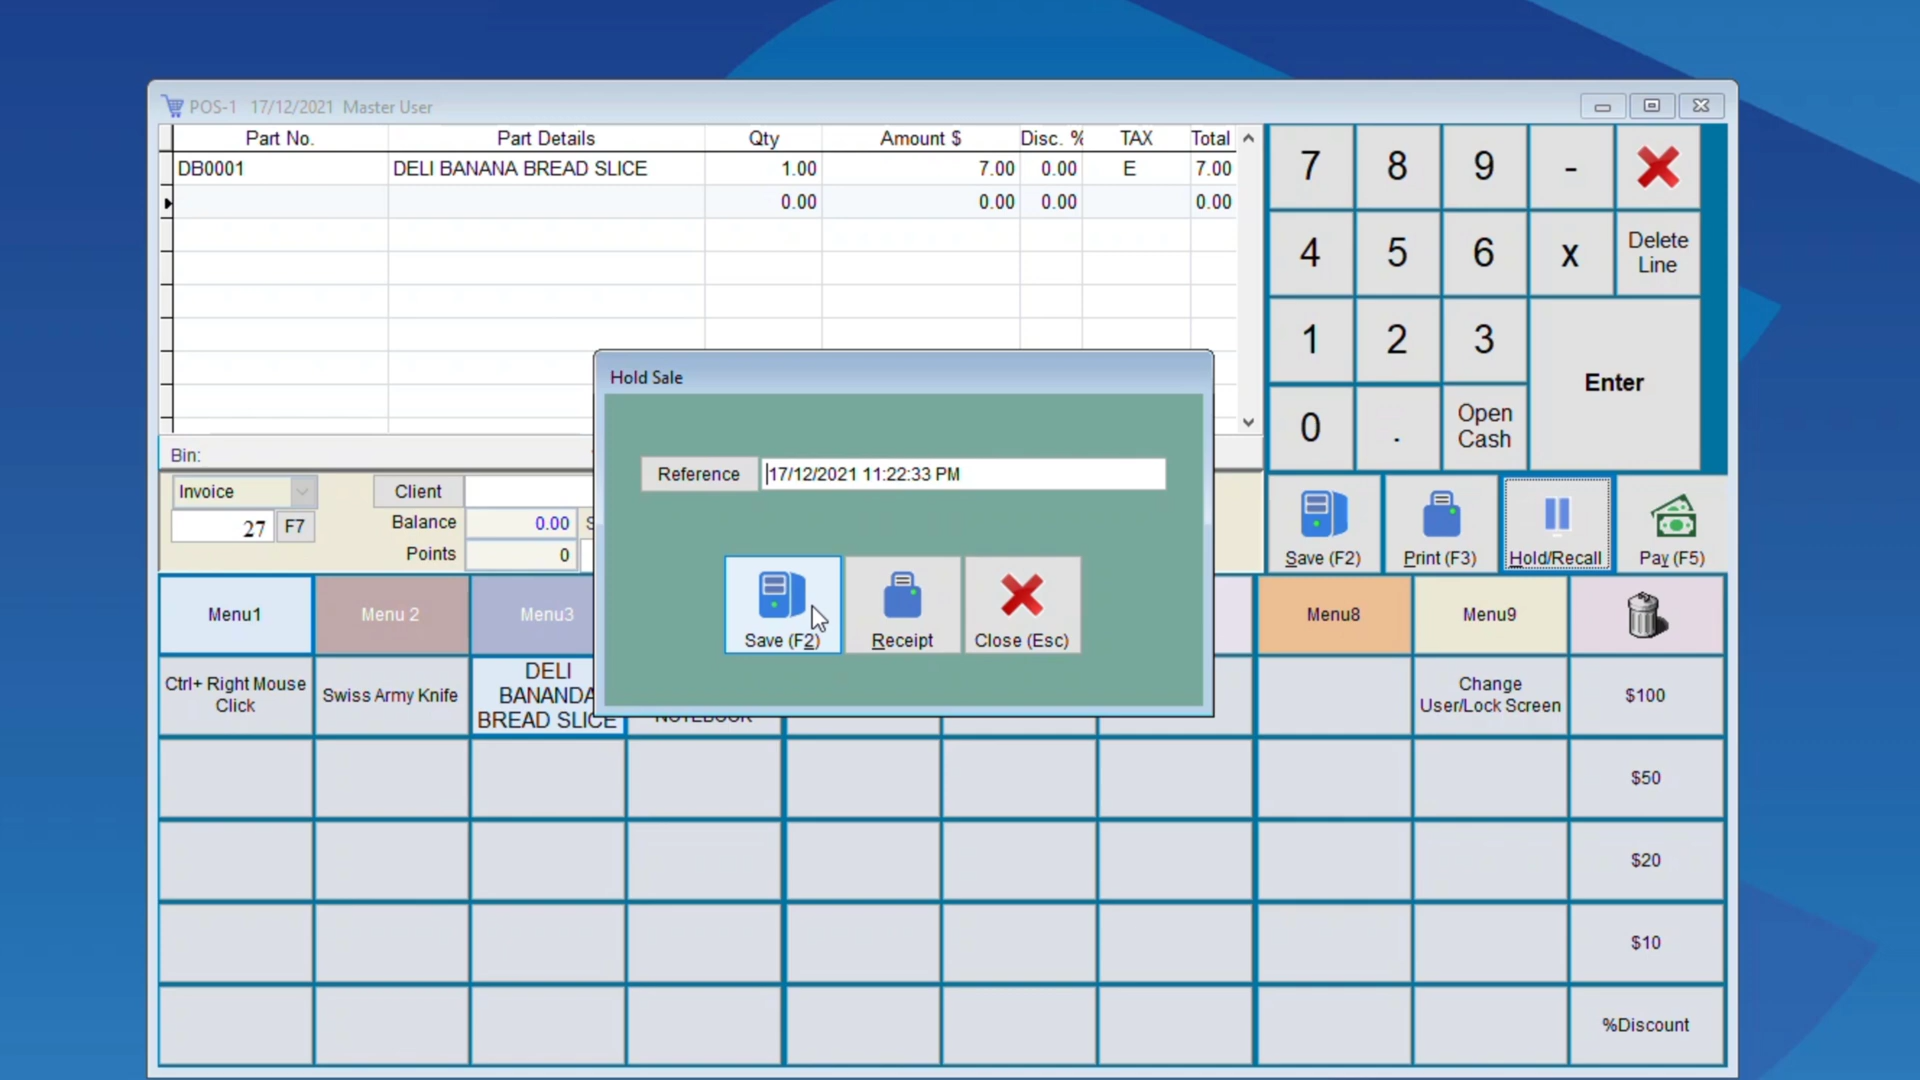 POS-1 17/12/2021 Master User
Part No. Part Details Qty Amount $ Disc. % TAX Total
DB0001 DELI BANANA BREAD SLICE 1.00 7.00 0.00 E 7.00
0.00 0.00 0.00 0.00
7 8 9 -
4 5 6 x Delete
Line
1 2 3 Enter
0 . Open
Cash
Hold Sale
Reference 17/12/2021 11:22:33 PM
Save (F2) Receipt Close (Esc)
Bin:
Invoice Client
27 F7 Balance 0.00 S
Points 0
Save (F2) Print (F3) Hold/Recall Pay (F5)
Menu1 Menu 2 Menu3 Menu8 Menu9
Ctrl+ Right Mouse
Click
Swiss Army Knife
DELI
BANANDA
BREAD SLICE
NOTEBOOK
Change
User/Lock Screen
$100
$50
$20
$10
%Discount